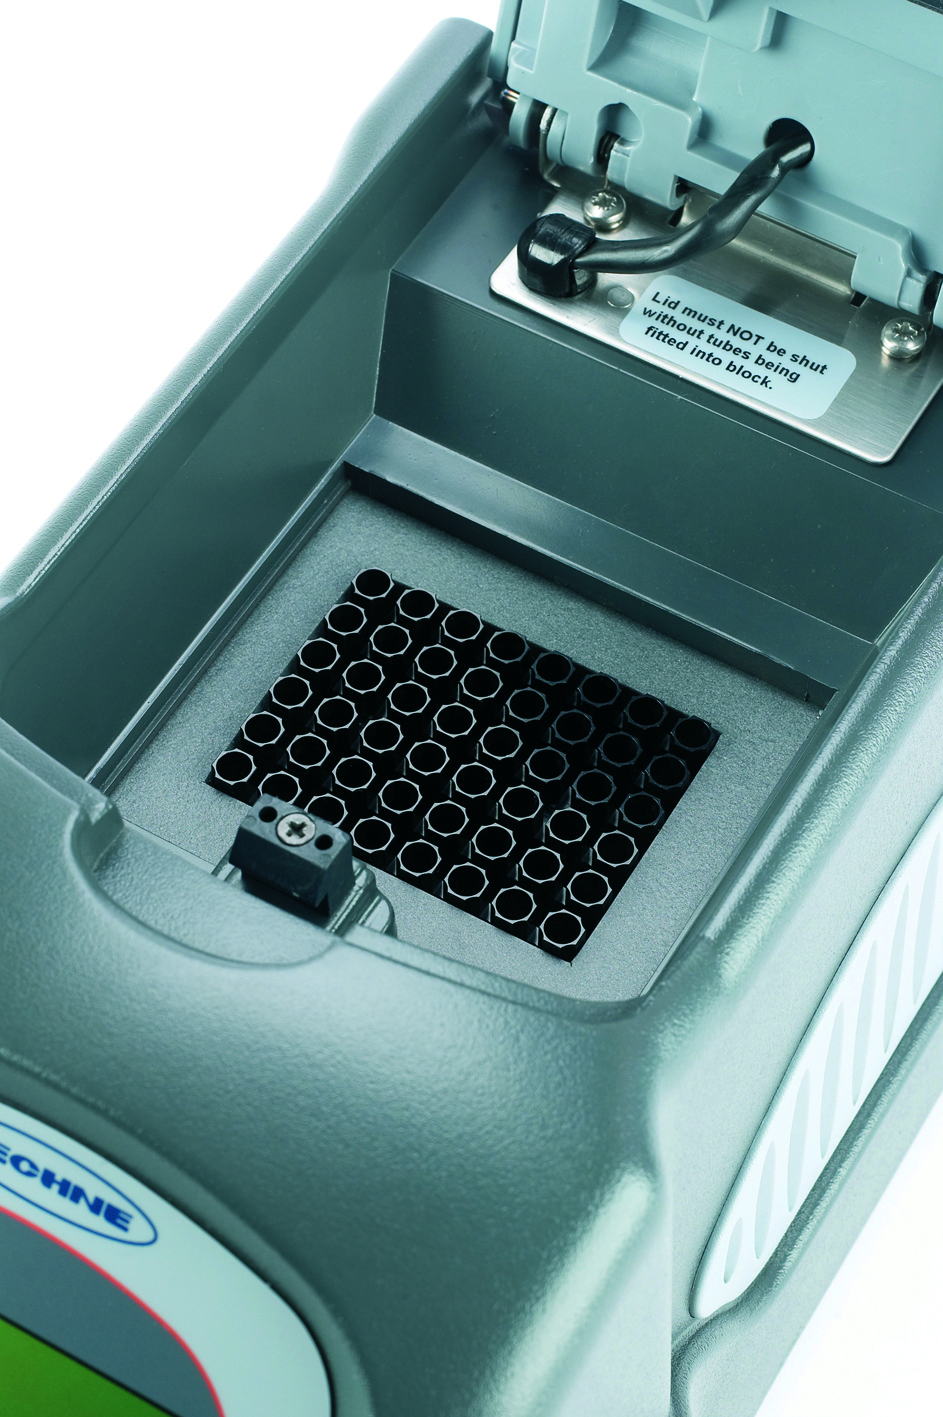 Lid must NOT be shut
without tubes being
fitted into block.
ECHNE